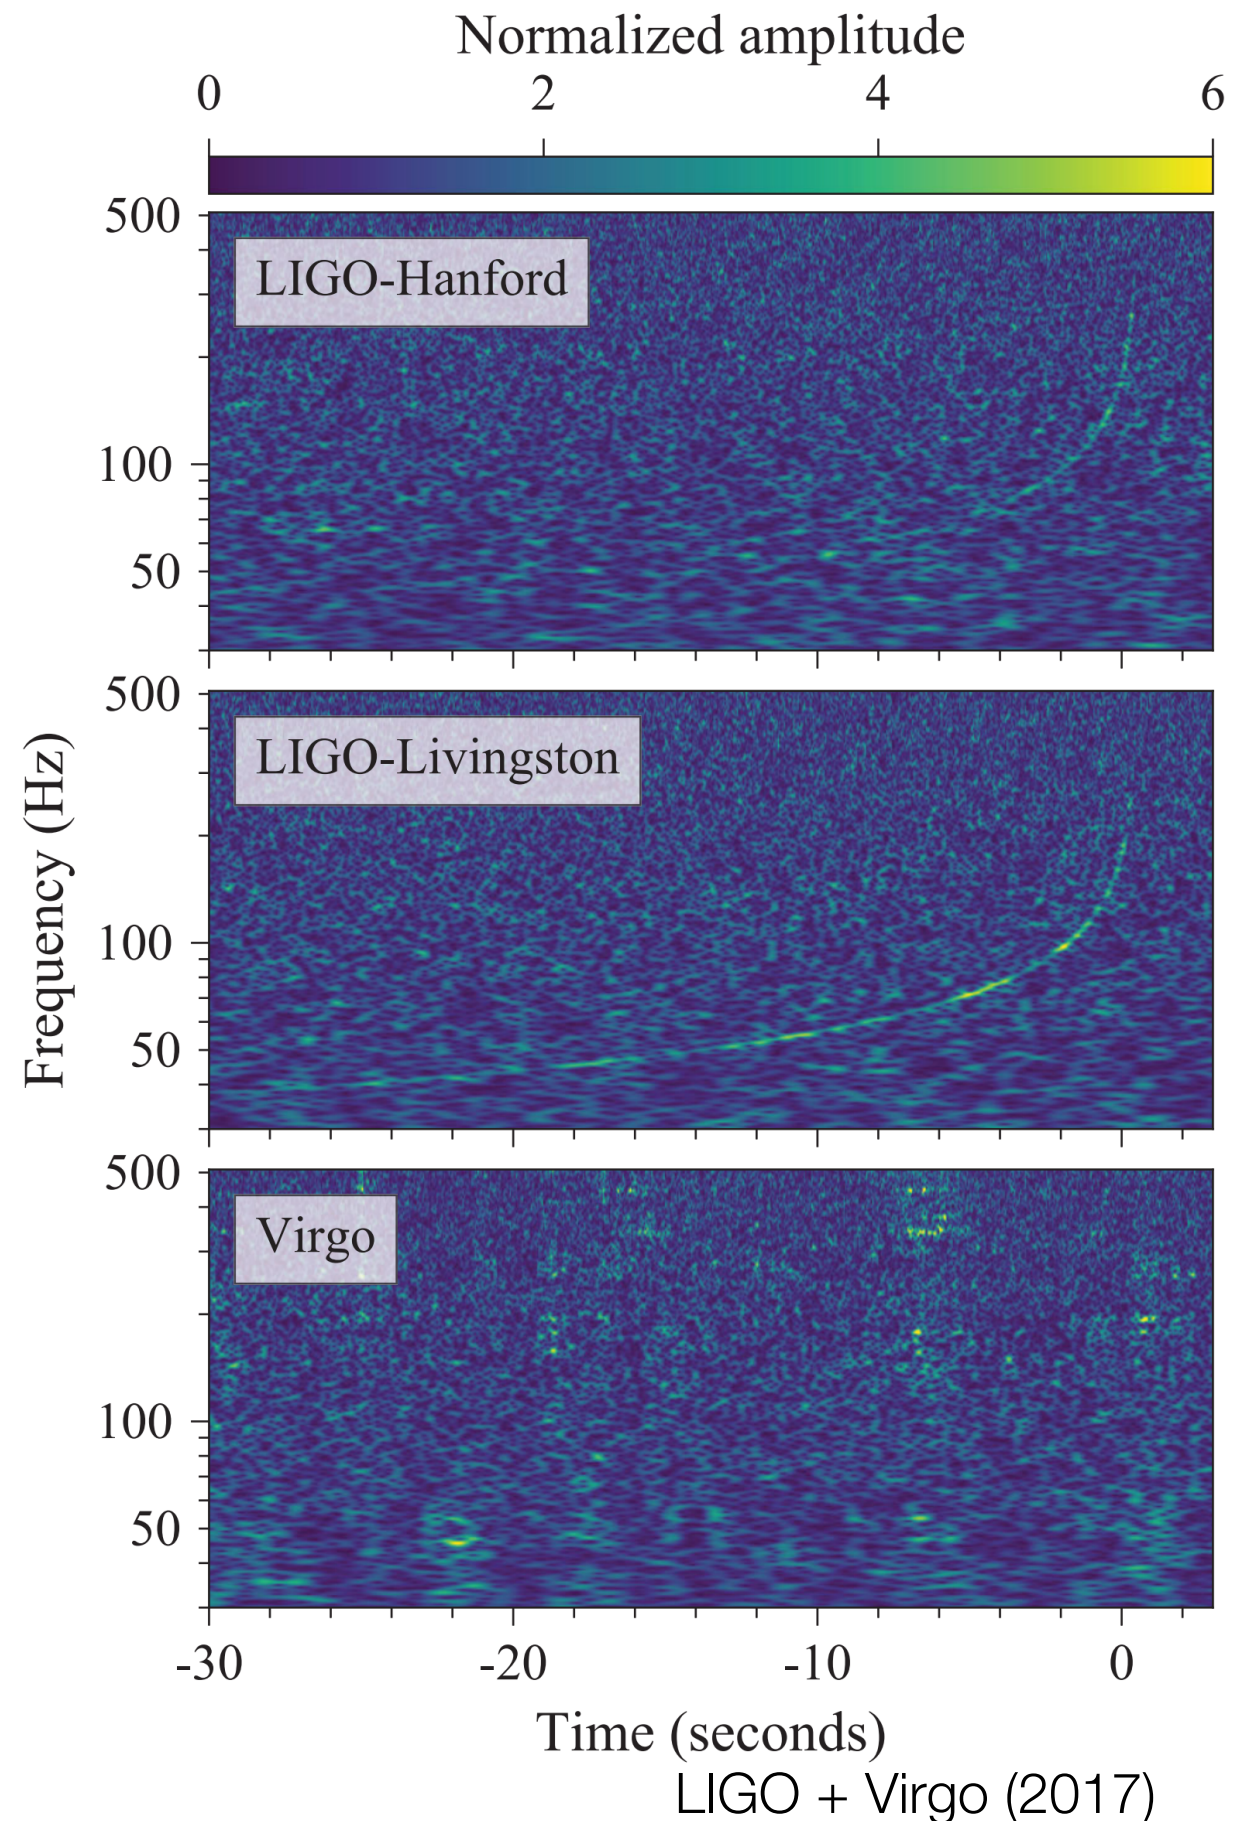 Normalized amplitude
0 2 4 6
500
LIGO-Hanford
100
50
500
LIGO-Livingston
100
50
Frequency (Hz)
500
Virgo
100
50
-30 -20 -10 0
Time (seconds)
LIGO + Virgo (2017)